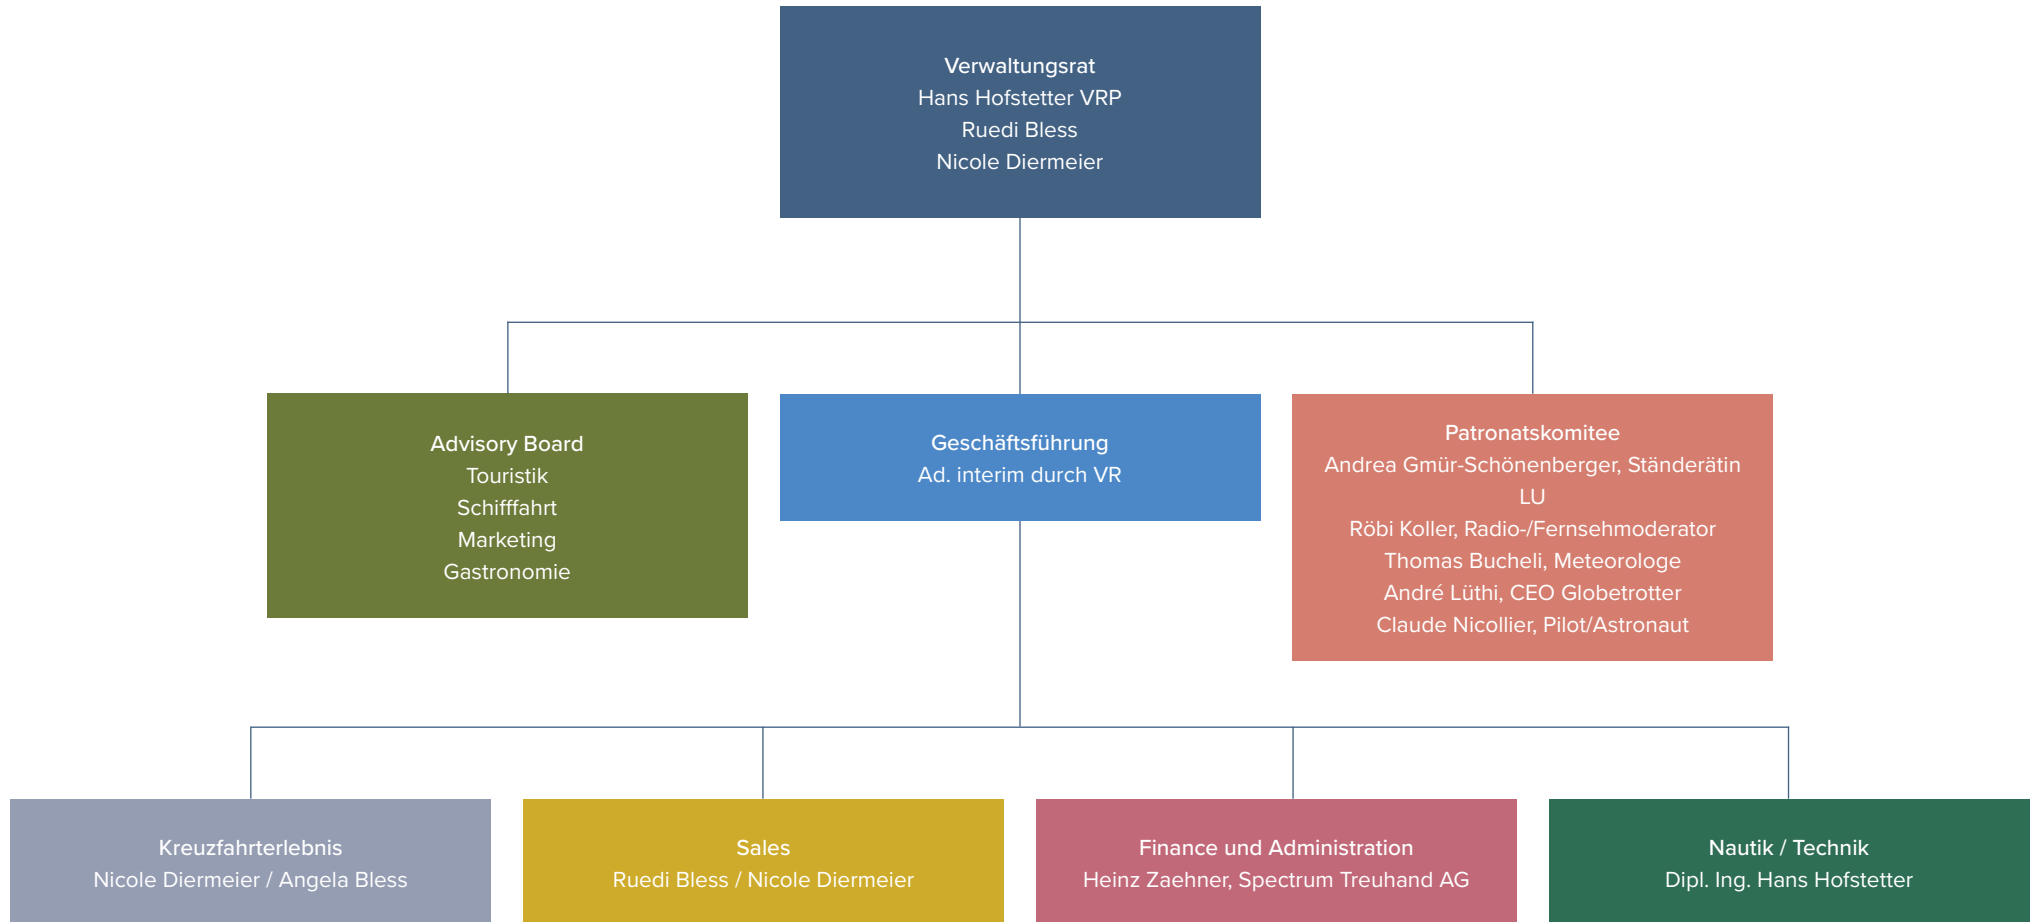 Verwaltungsrat
Hans Hofstetter VRP
Ruedi Bless
Nicole Diermeier
Advisory Board
Touristik
Schifffahrt
Marketing
Gastronomie
Geschäftsführung
Ad. interim durch VR
Patronatskomitee
Andrea Gmür-Schönenberger, Ständerätin
LU
Röbi Koller, Radio-/Fernsehmoderator
Thomas Bucheli, Meteorologe
André Lüthi, CEO Globetrotter
Claude Nicollier, Pilot/Astronaut
Kreuzfahrterlebnis
Nicole Diermeier / Angela Bless
Sales
Ruedi Bless / Nicole Diermeier
Finance und Administration
Heinz Zaehner, Spectrum Treuhand AG
Nautik / Technik
Dipl. Ing. Hans Hofstetter